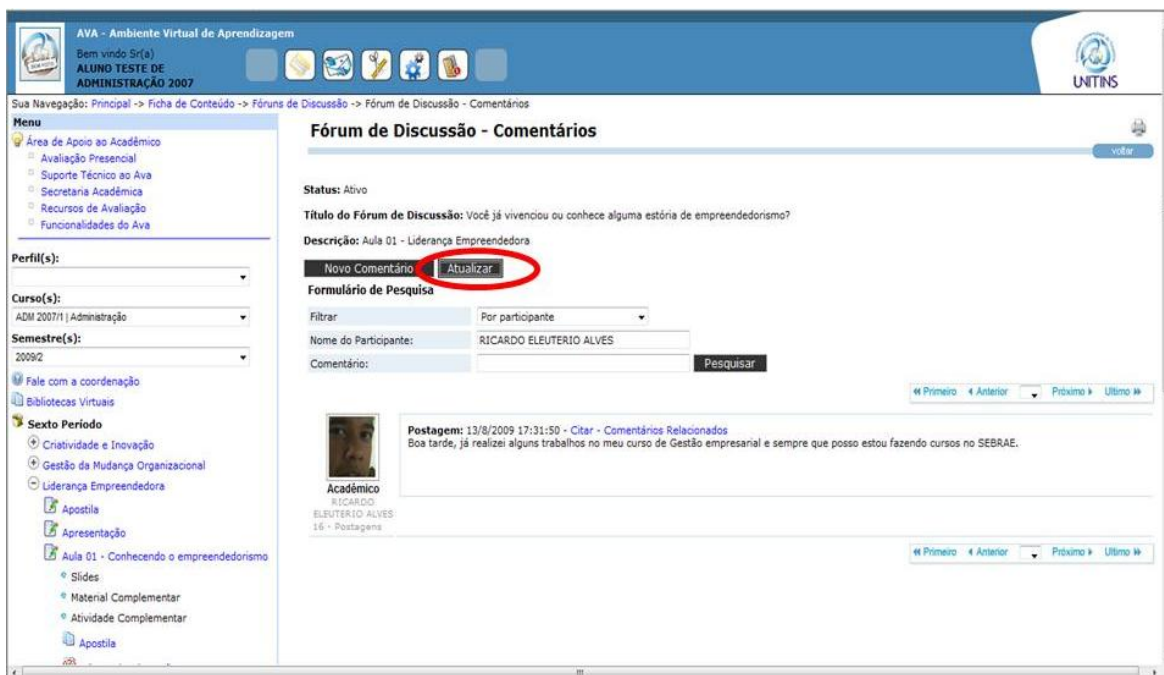 AVA - Ambiente Virtual de Aprendizagem
Bem vindo Sr(a)
ALUNO TESTE DE
ADMINISTRAÇÃO 2007
UNITINS
Sua Navegação: Principal -> Ficha de Conteúdo -> Fóruns de Discussão -> Fórum de Discussão - Comentários
Menu
Área de Apoio ao Acadêmico
Avaliação Presencial
Suporte Técnico ao Ava
Secretaria Acadêmica
Recursos de Avaliação
Funcionalidades do Ava
Perfil(s):
Curso(s):
ADM 2007/1 | Administração
Semestre(s):
2009/2
Fale com a coordenação
Bibliotecas Virtuais
Sexto Período
Criatividade e Inovação
Gestão da Mudança Organizacional
Liderança Empreendedora
Apostila
Apresentação
Aula 01 - Conhecendo o empreendedorismo
Slides
Material Complementar
Atividade Complementar
Apostila
Fórum de Discussão - Comentários
voltar
Status: Ativo
Título do Fórum de Discussão: Você já vivenciou ou conhece alguma estória de empreendedorismo?
Descrição: Aula 01 - Liderança Empreendedora
Novo Comentário Atualizar
Formulário de Pesquisa
Filtrar Por participante
Nome do Participante: RICARDO ELEUTERIO ALVES
Comentário: Pesquisar
Primeiro Anterior Próximo Ultimo
Postagem: 13/8/2009 17:31:50 - Citar - Comentários Relacionados
Boa tarde, já realizei alguns trabalhos no meu curso de Gestão empresarial e sempre que posso estou fazendo cursos no SEBRAE.
Acadêmico
RICARDO
ELEUTERIO ALVES
16 - Postagens
Primeiro Anterior Próximo Ultimo